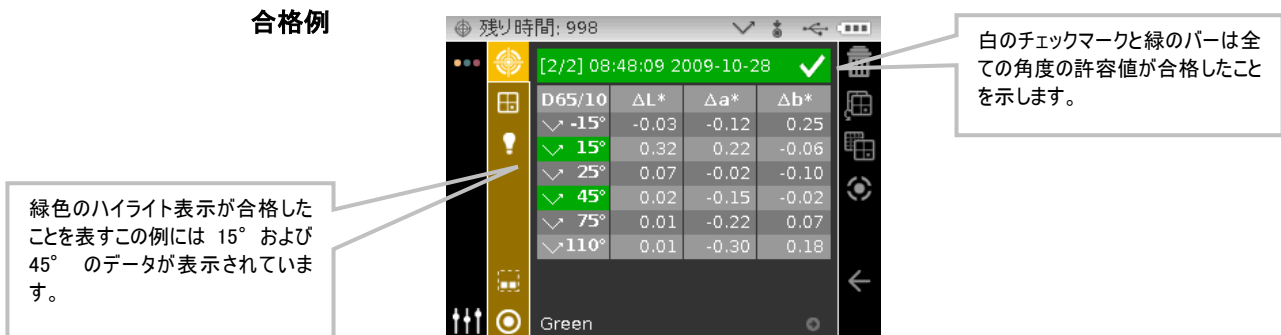 合格例
残り時間: 998
[2/2] 08:48:09 2009-10-28
D65/10 ΔL* Δa* Δb*
-15° -0.03 -0.12 0.25
15° 0.32 0.22 -0.06
25° 0.07 -0.02 -0.10
45° 0.02 -0.15 -0.02
75° 0.01 -0.22 0.07
110° 0.01 -0.30 0.18
Green
白のチェックマークと緑のバーは全
ての角度の許容値が合格したこと
を示します。
緑色のハイライト表示が合格した
ことを表すこの例には 15° および
45° のデータが表示されていま
す。